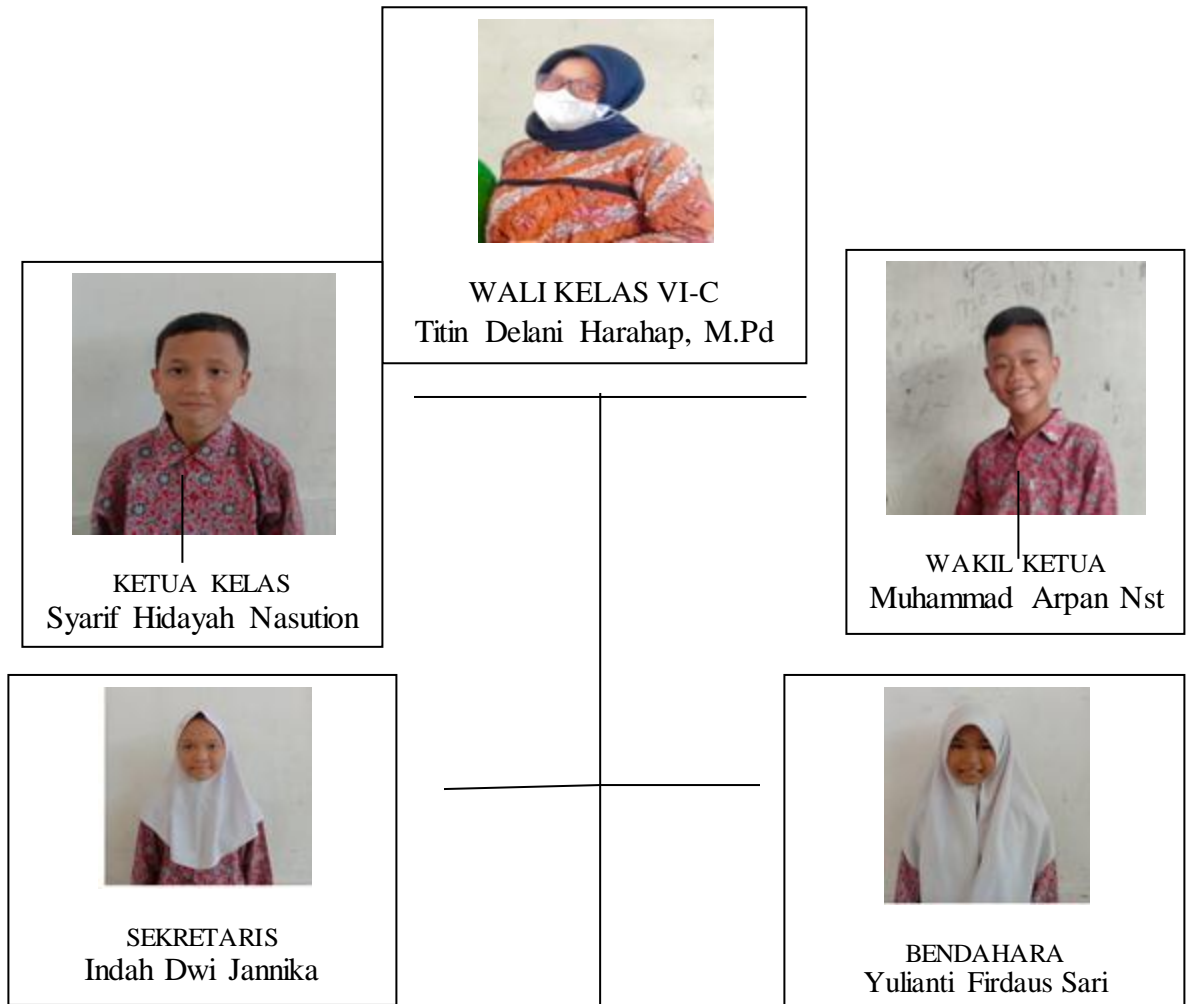 WALI KELAS VI-C
Titin Delani Harahap, M.Pd
KETUA KELAS
Syarif Hidayah Nasution
WAKIL KETUA
Muhammad Arpan Nst
SEKRETARIS
Indah Dwi Jannika
BENDAHARA
Yulianti Firdaus Sari